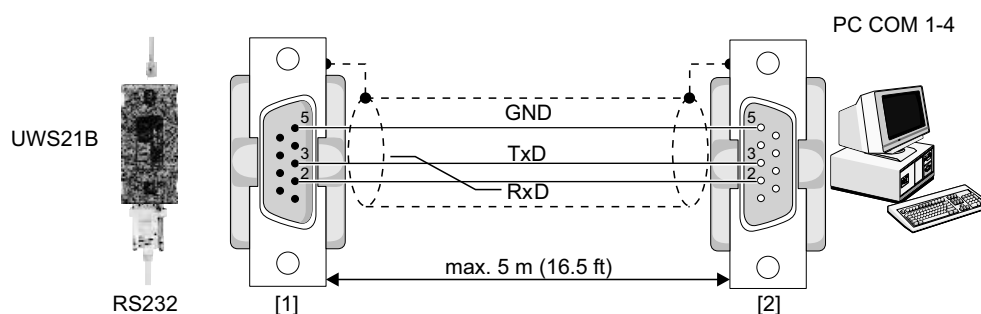 PC COM 1-4
UWS21B
5 GND 5
3 TxD 3
2 RxD 2
max. 5 m (16.5 ft)
RS232 [1] [2]